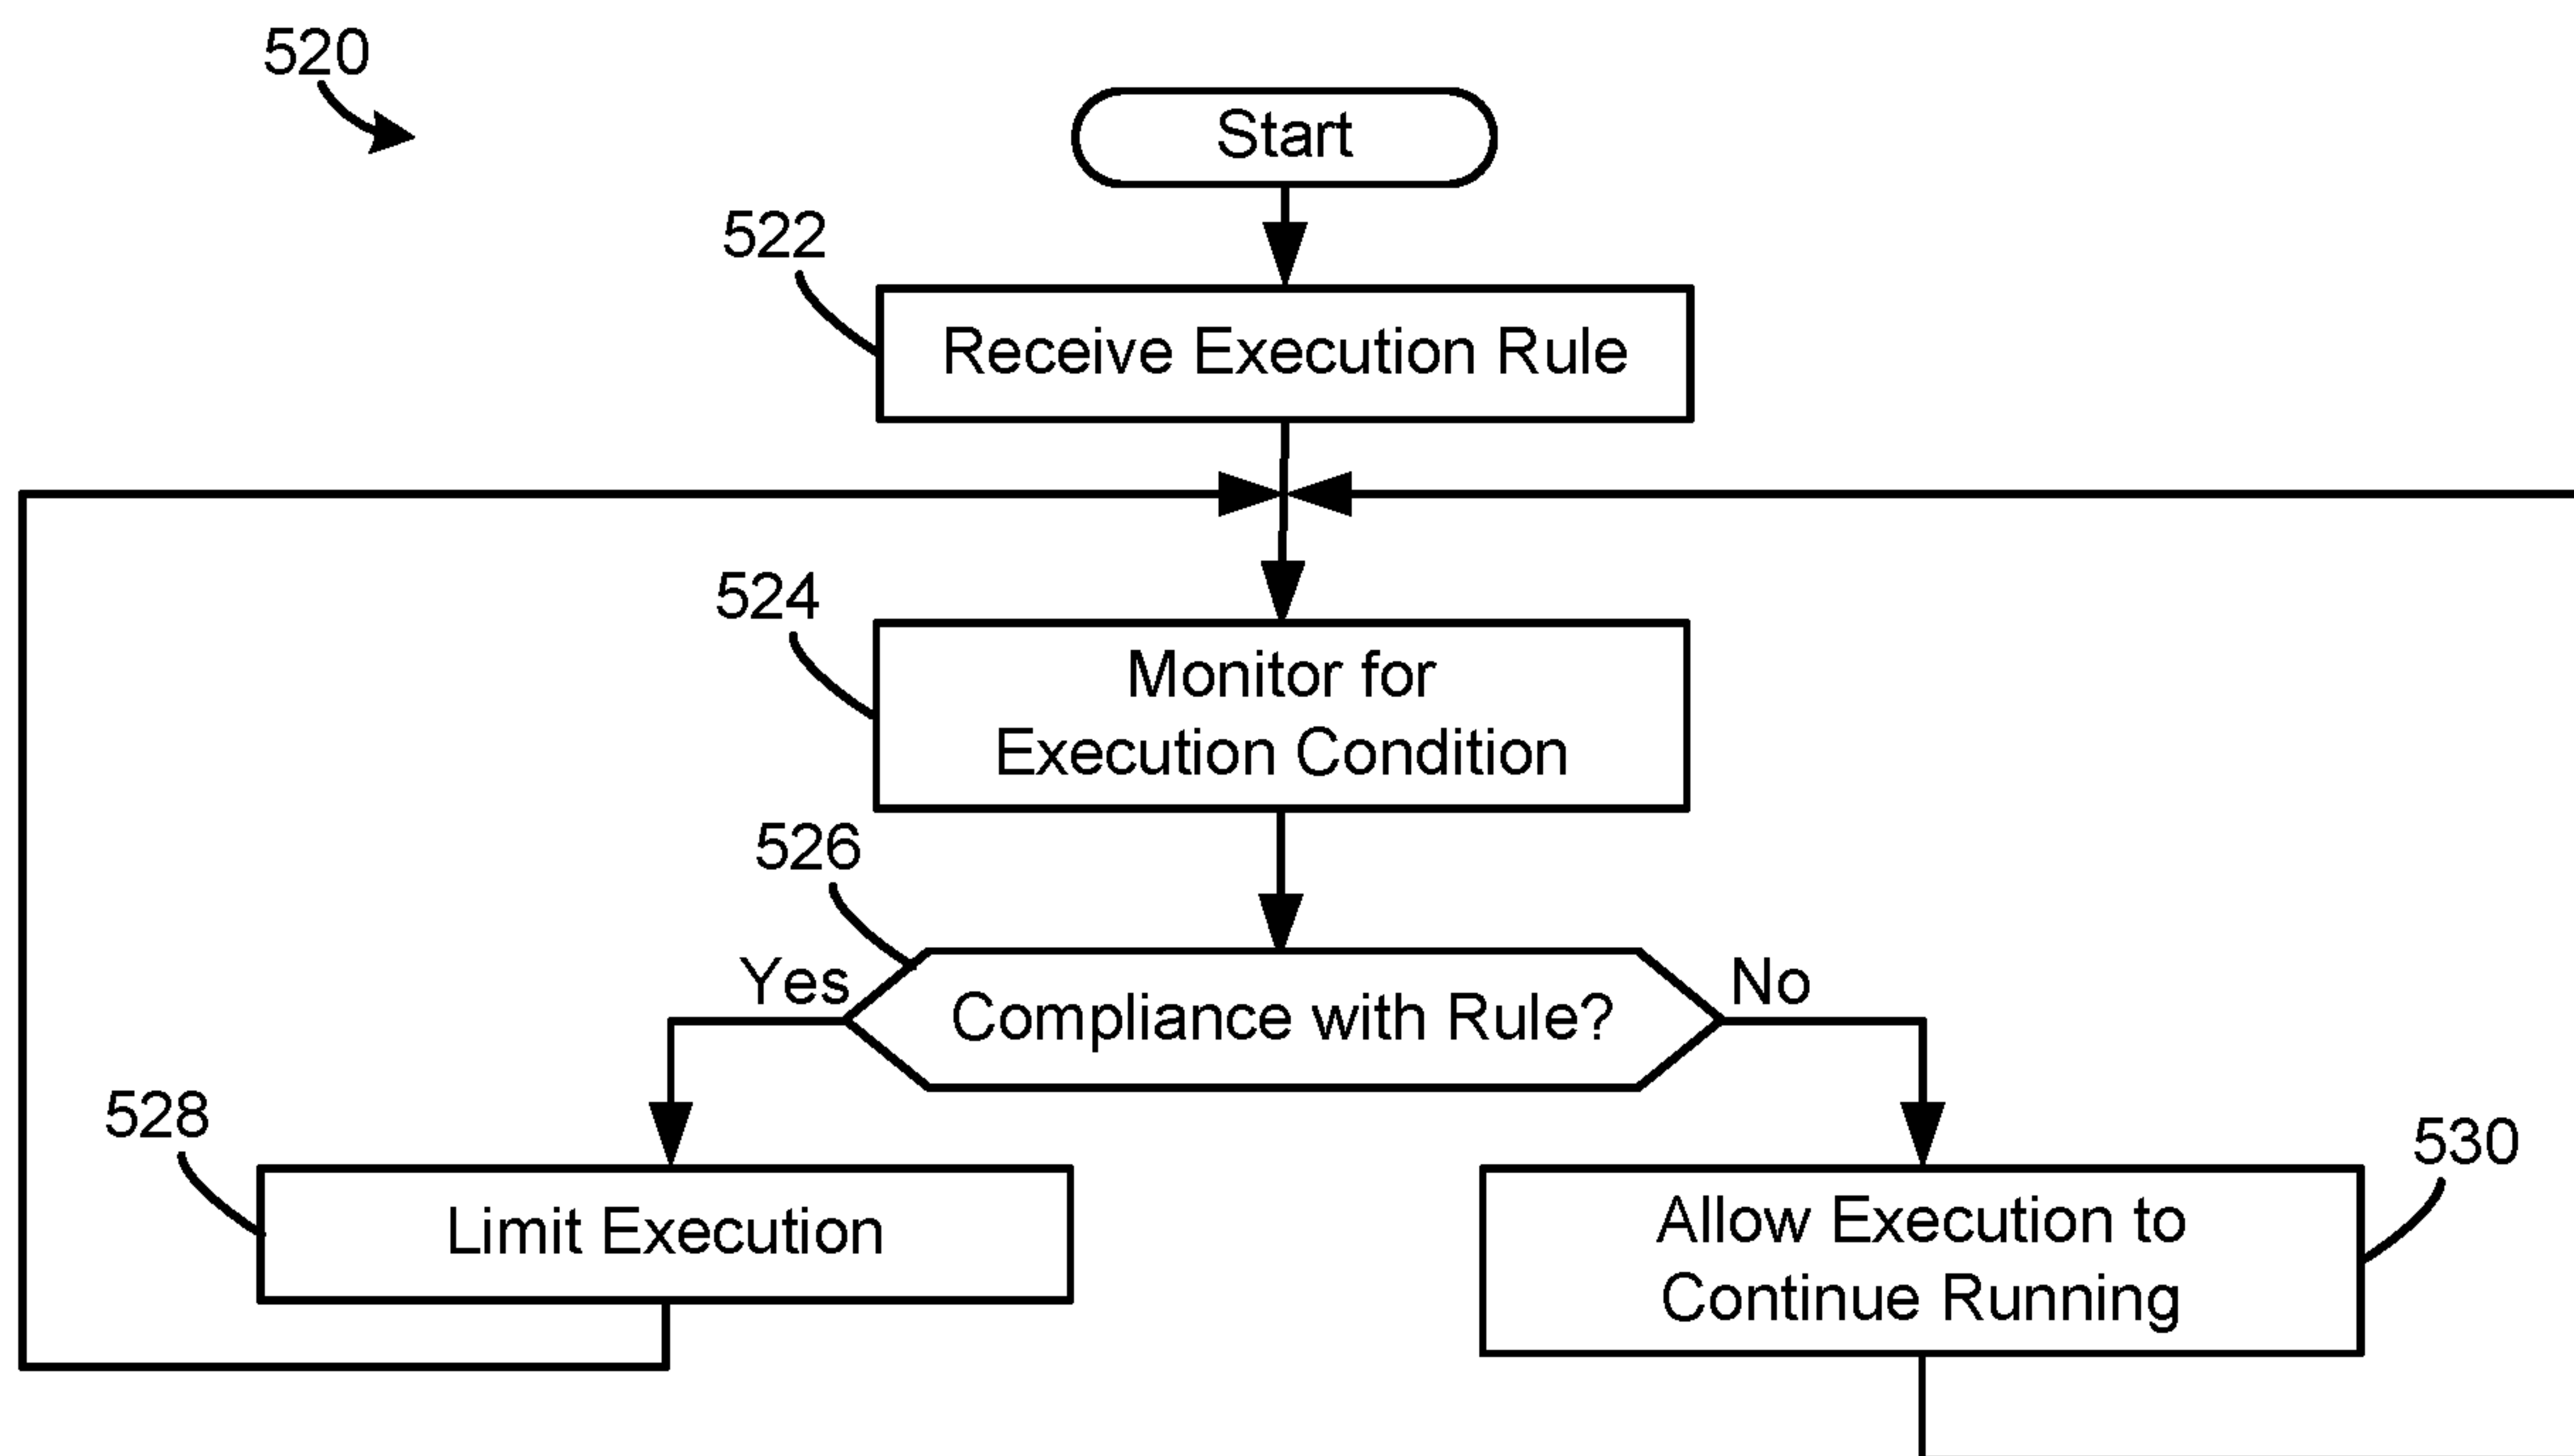 520
Start
522
Receive Execution Rule
524
Monitor for
Execution Condition
526
Yes
Compliance with Rule?
No
528
Limit Execution
530
Allow Execution to
Continue Running